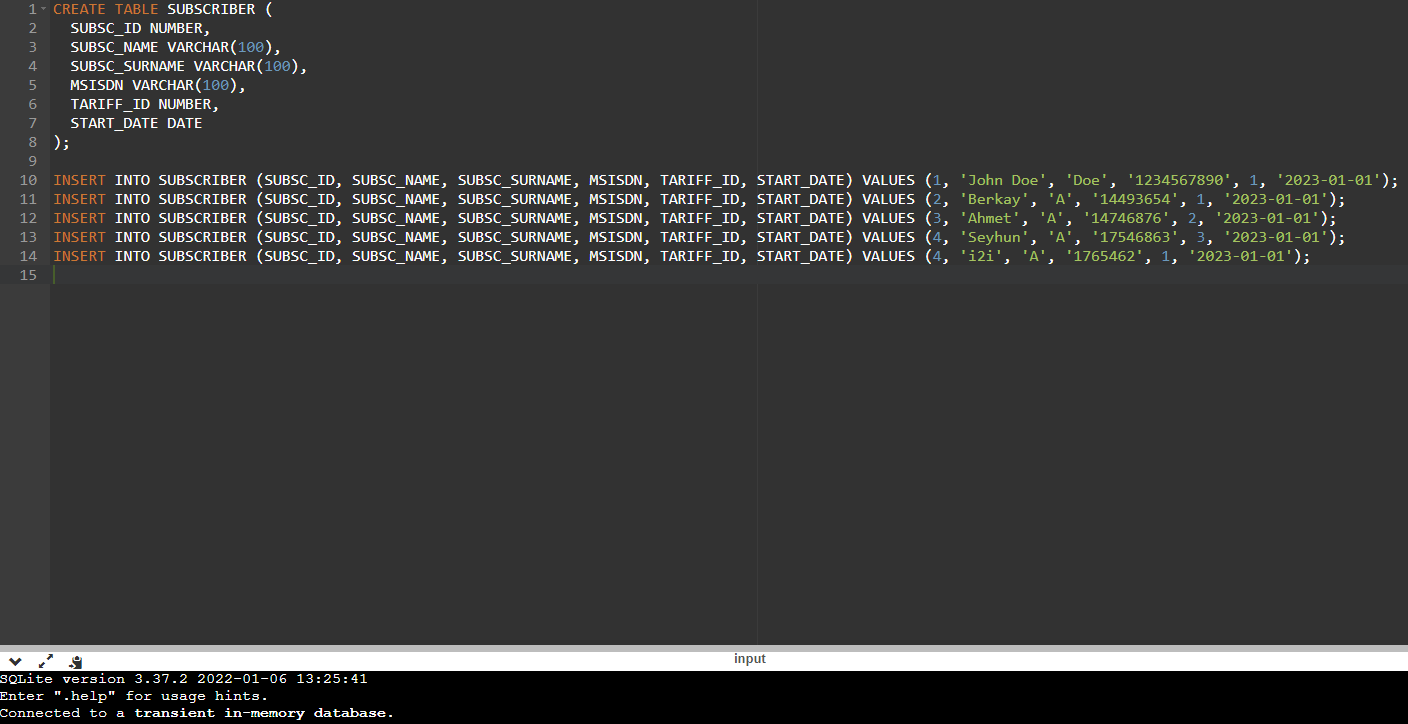 1 CREATE TABLE SUBSCRIBER (
2 SUBSC_ID NUMBER,
3 SUBSC_NAME VARCHAR(100),
4 SUBSC_SURNAME VARCHAR(100),
5 MSISDN VARCHAR(100),
6 TARIFF_ID NUMBER,
7 START_DATE DATE
8 );
9
10 INSERT INTO SUBSCRIBER (SUBSC_ID, SUBSC_NAME, SUBSC_SURNAME, MSISDN, TARIFF_ID, START_DATE) VALUES (1, 'John Doe', 'Doe', '1234567890', 1, '2023-01-01');
11 INSERT INTO SUBSCRIBER (SUBSC_ID, SUBSC_NAME, SUBSC_SURNAME, MSISDN, TARIFF_ID, START_DATE) VALUES (2, 'Berkay', 'A', '14493654', 1, '2023-01-01');
12 INSERT INTO SUBSCRIBER (SUBSC_ID, SUBSC_NAME, SUBSC_SURNAME, MSISDN, TARIFF_ID, START_DATE) VALUES (3, 'Ahmet', 'A', '14746876', 2, '2023-01-01');
13 INSERT INTO SUBSCRIBER (SUBSC_ID, SUBSC_NAME, SUBSC_SURNAME, MSISDN, TARIFF_ID, START_DATE) VALUES (4, 'Seyhun', 'A', '17546863', 3, '2023-01-01');
14 INSERT INTO SUBSCRIBER (SUBSC_ID, SUBSC_NAME, SUBSC_SURNAME, MSISDN, TARIFF_ID, START_DATE) VALUES (4, 'i2i', 'A', '1765462', 1, '2023-01-01');
15
input
SQLite version 3.37.2 2022-01-06 13:25:41
Enter ".help" for usage hints.
Connected to a transient in-memory database.